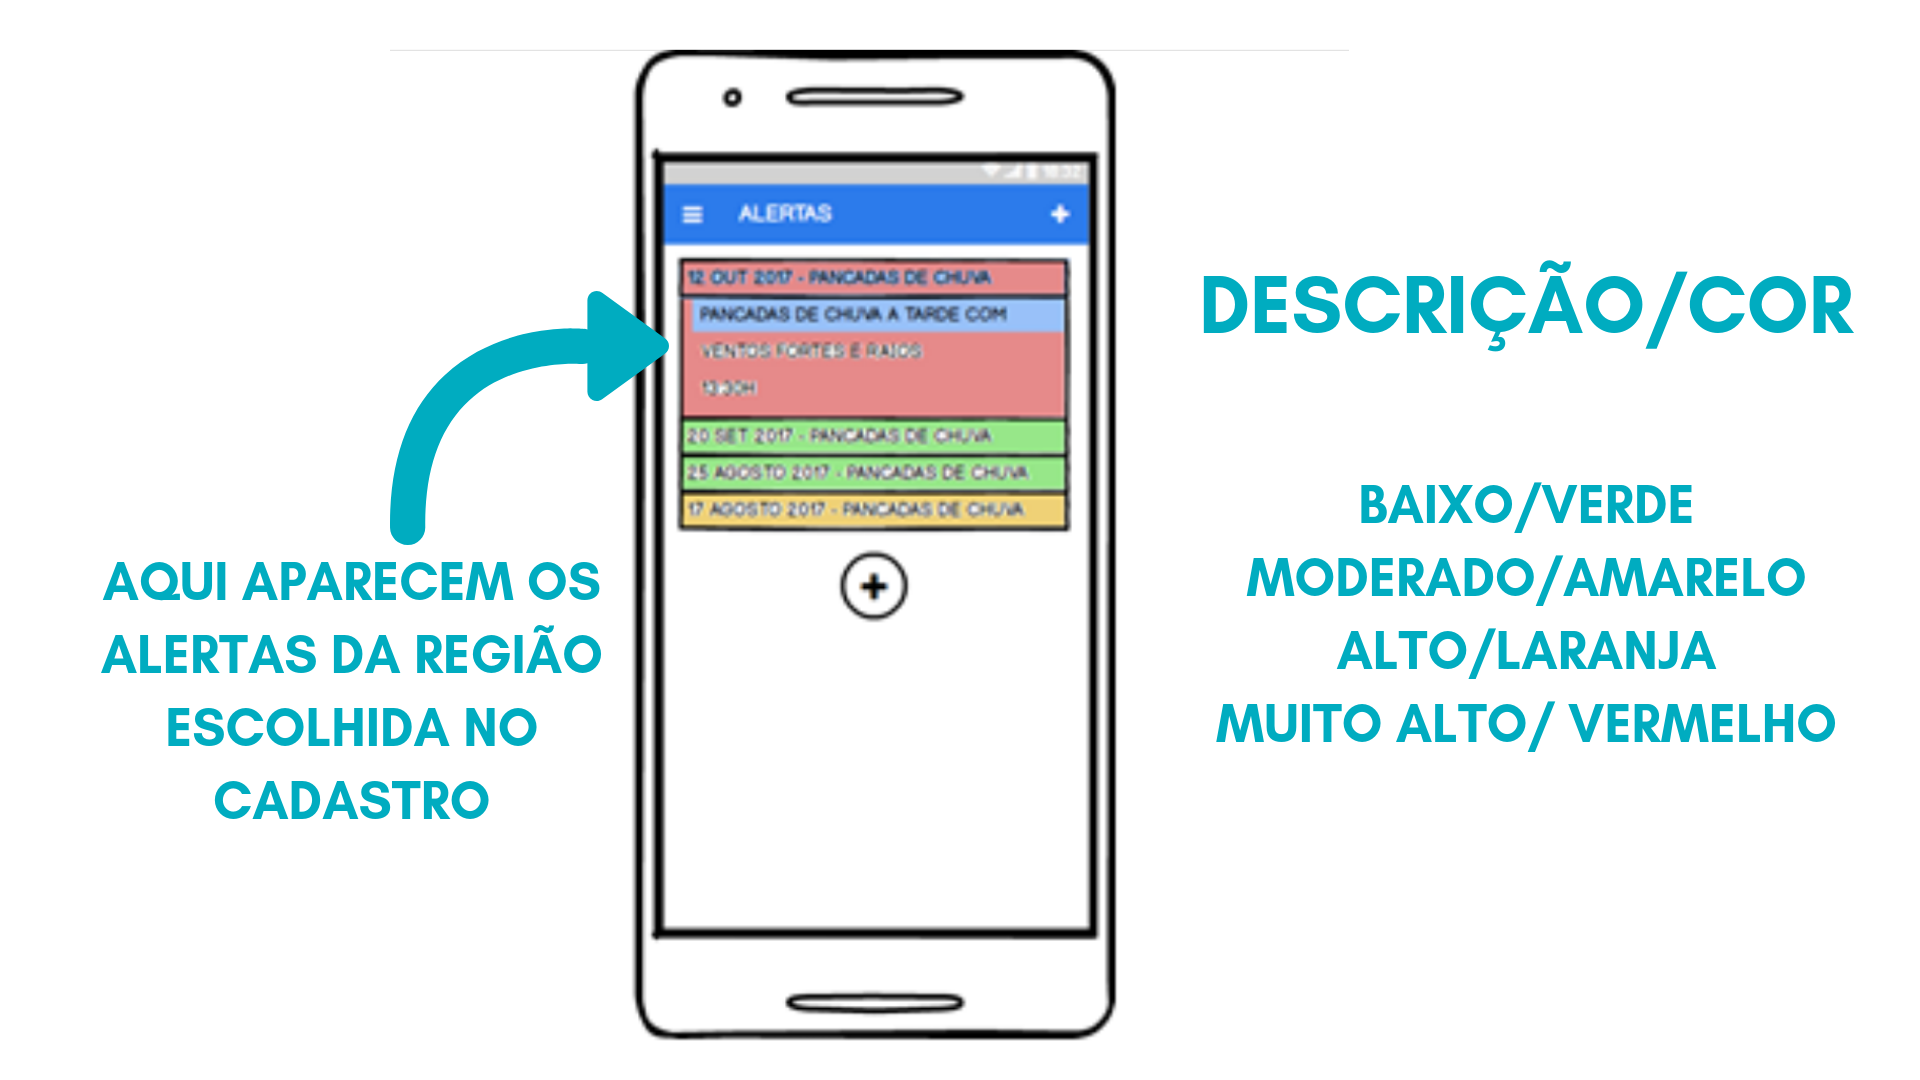 ALERTAS
12 OUT 2017 - PANCADAS DE CHUVA
PANCADAS DE CHUVA A TARDE COM
VENTOS FORTES E RAIOS
13:30H
20 SET 2017 - PANCADAS DE CHUVA
25 AGOSTO 2017 - PANCADAS DE CHUVA
17 AGOSTO 2017 - PANCADAS DE CHUVA
AQUI APARECEM OS
ALERTAS DA REGIÃO
ESCOLHIDA NO
CADASTRO
DESCRIÇÃO/COR
BAIXO/VERDE
MODERADO/AMARELO
ALTO/LARANJA
MUITO ALTO/ VERMELHO